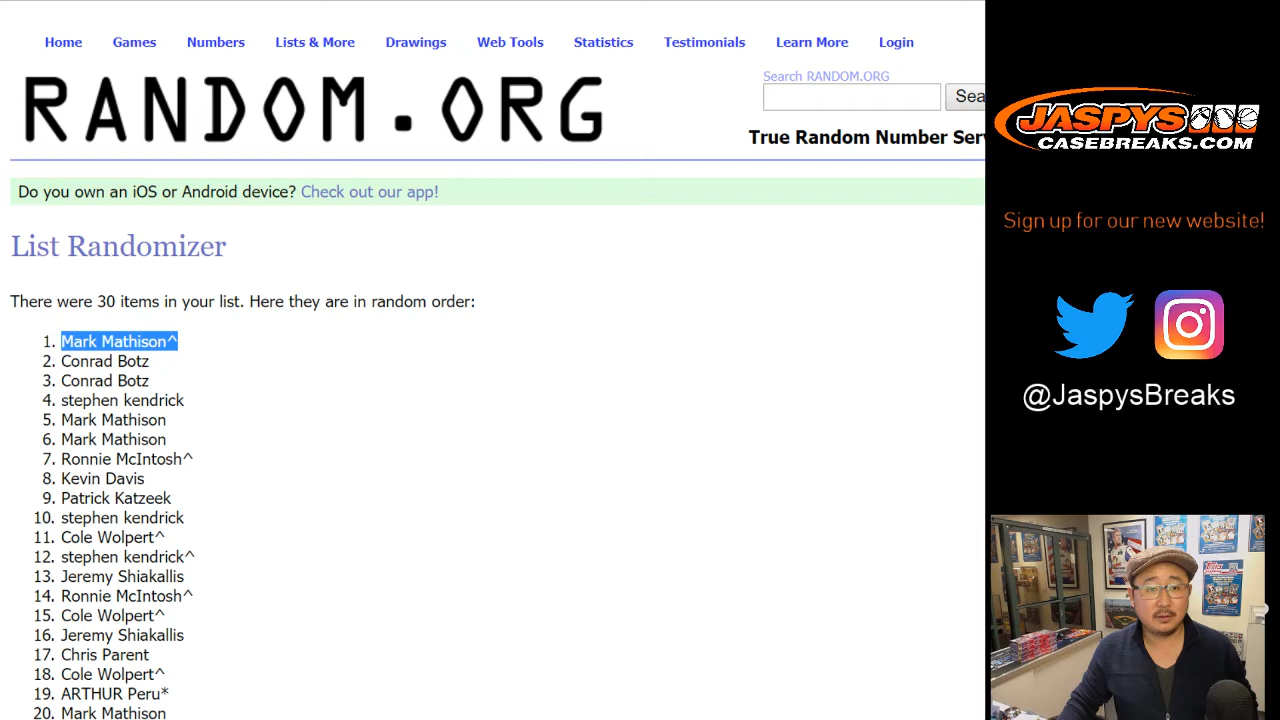 Home Games Numbers Lists & More Drawings Web Tools Statistics Testimonials Learn More Login
RANDOM.ORG
Search RANDOM.ORG
Sea
True Random Number Ser
Do you own an iOS or Android device? Check out our app!
List Randomizer
There were 30 items in your list. Here they are in random order:
1. Mark Mathison^
2. Conrad Botz
3. Conrad Botz
4. stephen kendrick
5. Mark Mathison
6. Mark Mathison
7. Ronnie McIntosh^
8. Kevin Davis
9. Patrick Katzeek
10. stephen kendrick
11. Cole Wolpert^
12. stephen kendrick^
13. Jeremy Shiakallis
14. Ronnie McIntosh^
15. Cole Wolpert^
16. Jeremy Shiakallis
17. Chris Parent
18. Cole Wolpert^
19. ARTHUR Peru*
20. Mark Mathison
JASPYS
CASEBREAKS.COM
Sign up for our new website!
@JaspysBreaks